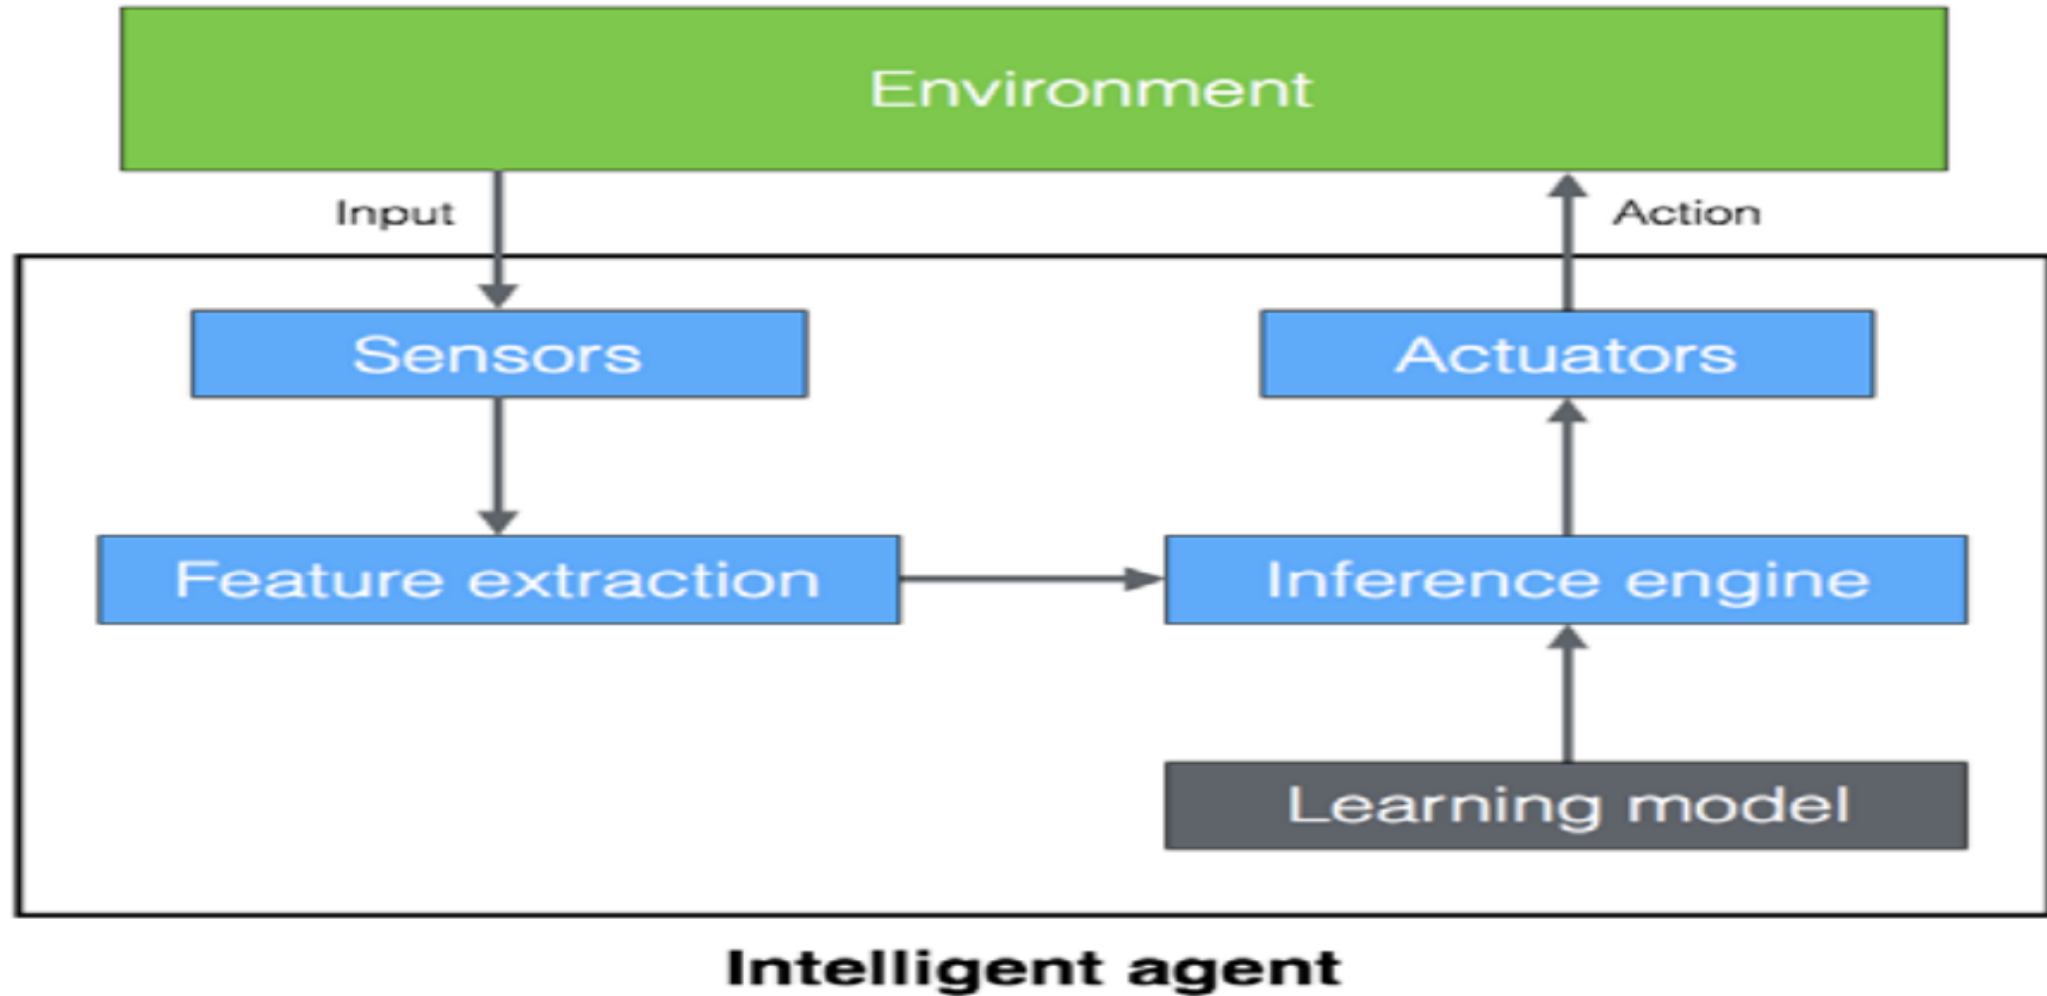 Environment
Input
Action
Sensors
Actuators
Feature extraction
Inference engine
Learning model
Intelligent agent